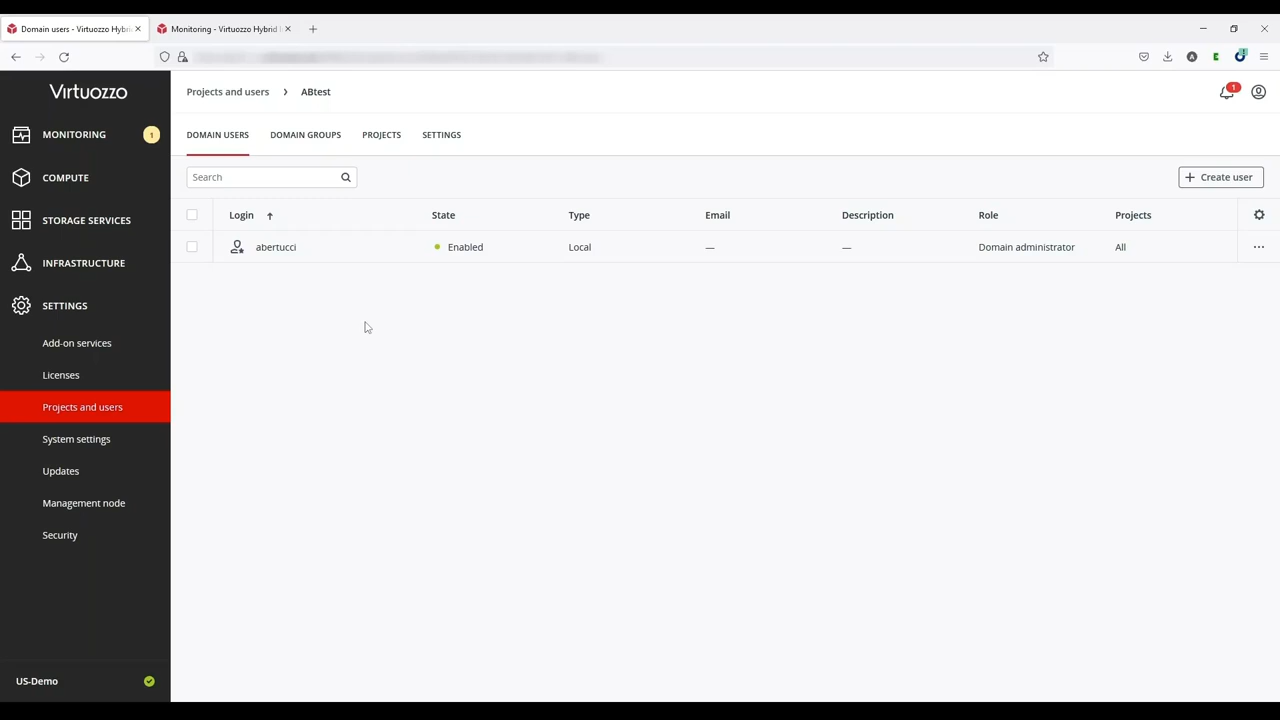 Domain users - Virtuozzo Hybri
Monitoring - Virtuozzo Hybrid
Virtuozzo
Projects and users
ABtest
1
MONITORING
1
DOMAIN USERS
DOMAIN GROUPS
PROJECTS
SETTINGS
COMPUTE
Search
Create user
STORAGE SERVICES
Login
State
Type
Email
Description
Role
Projects
abertucci
Enabled
Local
—
—
Domain administrator
All
INFRASTRUCTURE
SETTINGS
Add-on services
Licenses
Projects and users
System settings
Updates
Management node
Security
US-Demo